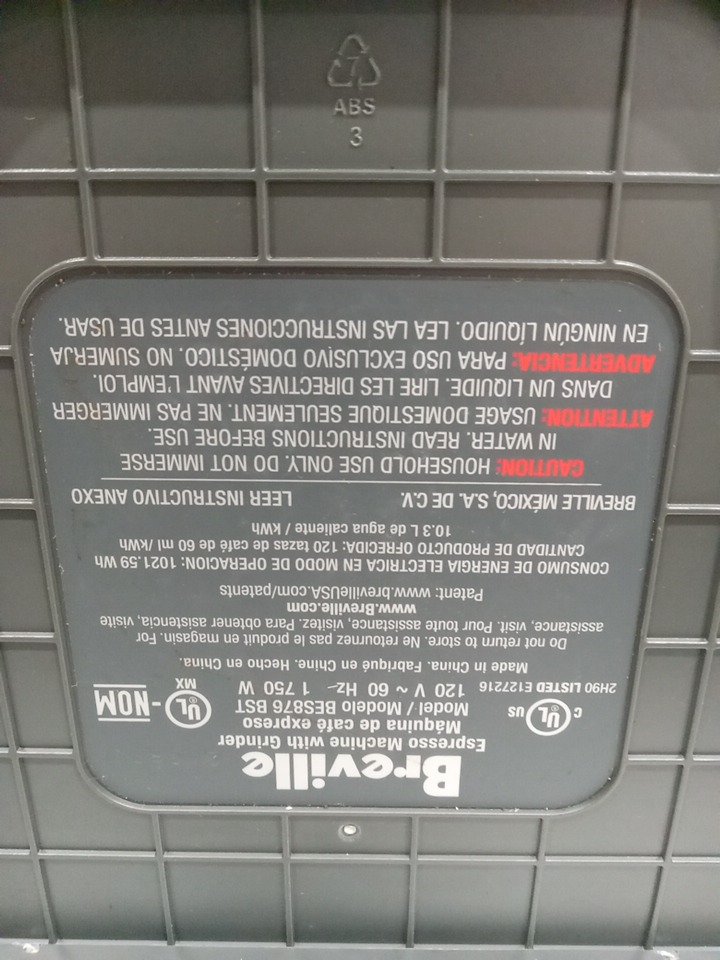 ABS
3
Breville
Espresso Machine with Grinder
Máquina de café expreso
Model / Modelo BES876 BST
120 V ~ 60 Hz ~ 1 750 W
C UL US
2H90 LISTED E127216
UL -NOM
MX
Made in China. Fabriqué en Chine. Hecho en China.
Do not return to store. Ne retournez pas le produit en magasin. For
assistance, visit. Pour toute assistance, visitez. Para obtener asistencia, visite
www.Breville.com
Patent: www.brevilleUSA.com/patents
CONSUMO DE ENERGIA ELECTRICA EN MODO DE OPERACION: 1021,59 Wh
CANTIDAD DE PRODUCTO OFRECIDA: 120 tazas de café de 60 ml / kWh
10.3 L de agua caliente / kWh
BREVILLE MÉXICO, S.A. DE C.V. LEER INSTRUCTIVO ANEXO
CAUTION: HOUSEHOLD USE ONLY. DO NOT IMMERSE
IN WATER. READ INSTRUCTIONS BEFORE USE.
ATTENTION: USAGE DOMESTIQUE SEULEMENT. NE PAS IMMERGER
DANS UN LIQUIDE. LIRE LES DIRECTIVES AVANT L'EMPLOI.
ADVERTENCIA: PARA USO EXCLUSIVO DOMÉSTICO. NO SUMERJA
EN NINGÚN LÍQUIDO. LEA LAS INSTRUCCIONES ANTES DE USAR.